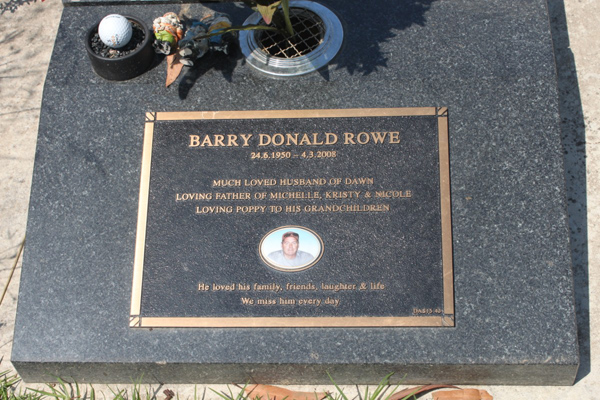 BARRY DONALD ROWE
24.6.1950 – 4.3.2008
MUCH LOVED HUSBAND OF DAWN
LOVING FATHER OF MICHELLE, KRISTY & NICOLE
LOVING POPPY TO HIS GRANDCHILDREN
He loved his family, friends, laughter & life
We miss him every day